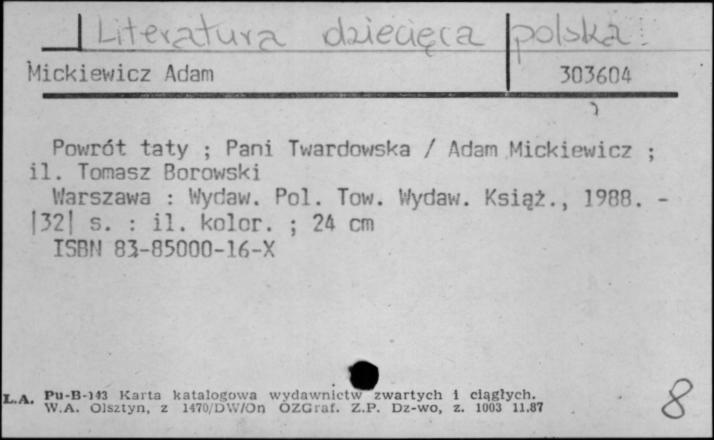 Literatura dziecięca polska
Mickiewicz Adam 303604
Powrót taty ; Pani Twardowska / Adam Mickiewicz ;
il. Tomasz Borowski
Warszawa : Wydaw. Pol. Tow. Wydaw. Książ., 1988. -
|32| s. : il. kolor. ; 24 cm
ISBN 83-85000-16-X
L.A. Pu-B-143 Karta katalogowa wydawnictw zwartych i ciągłych.
W.A. Olsztyn, z 1470/DW/On OZGraf. Z.P. Dz-wo, z. 1003 11.87
8